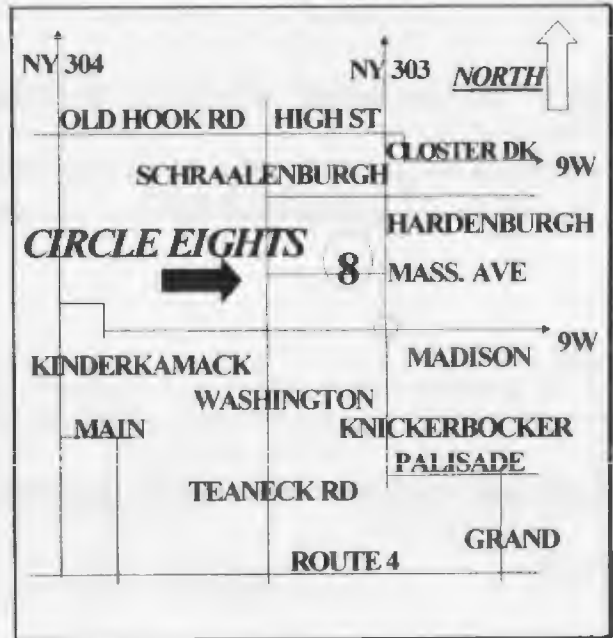 NY 304
NY 303 NORTH
OLD HOOK RD HIGH ST
CLOSTER DK 9W
SCHRAALENBURGH
HARDENBURGH
CIRCLE EIGHTS
8 MASS. AVE
9W
KINDERKAMACK MADISON
WASHINGTON
MAIN KNICKERBOCKER
PALISADE
TEANECK RD
GRAND
ROUTE 4